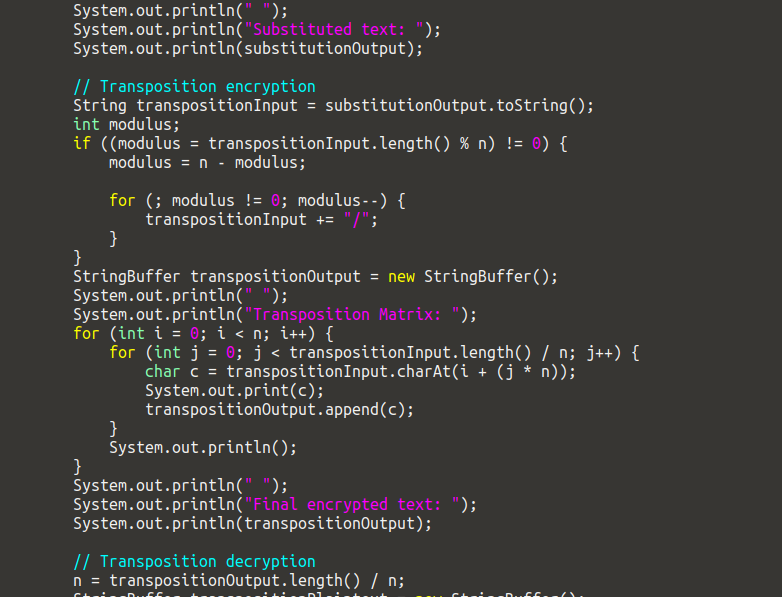 System.out.println(" ");
System.out.println("Substituted text: ");
System.out.println(substitutionOutput);

// Transposition encryption
String transpositionInput = substitutionOutput.toString();
int modulus;
if ((modulus = transpositionInput.length() % n) != 0) {
    modulus = n - modulus;

    for (; modulus != 0; modulus--) {
        transpositionInput += "/";
    }
}
StringBuffer transpositionOutput = new StringBuffer();
System.out.println(" ");
System.out.println("Transposition Matrix: ");
for (int i = 0; i < n; i++) {
    for (int j = 0; j < transpositionInput.length() / n; j++) {
        char c = transpositionInput.charAt(i + (j * n));
        System.out.print(c);
        transpositionOutput.append(c);
    }
    System.out.println();
}
System.out.println(" ");
System.out.println("Final encrypted text: ");
System.out.println(transpositionOutput);

// Transposition decryption
n = transpositionOutput.length() / n;
StringBuffer transpositionPlaintext = new StringBuffer();